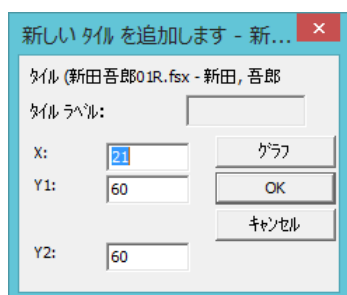 新しい ﾀｲﾙ を追加します - 新...
ﾀｲﾙ (新田吾郎01R.fsx - 新田, 吾郎
ﾀｲﾙ ﾗﾍﾞﾙ:
X: 21 ｸﾞﾗﾌ
Y1: 60 OK
ｷｬﾝｾﾙ
Y2: 60